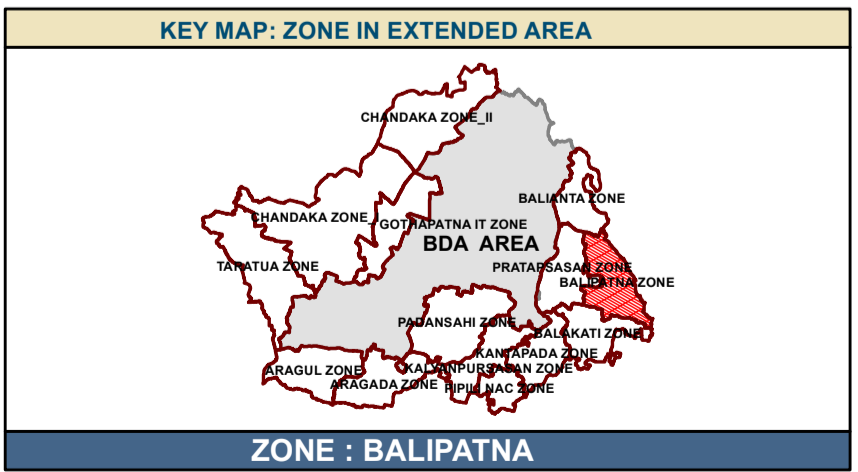 KEY MAP: ZONE IN EXTENDED AREA
CHANDAKA ZONE_II
BALIANTA ZONE
CHANDAKA ZONE_I
GOTHAPATNA IT ZONE
BDA AREA
TARATUA ZONE
PRATAPSASAN ZONE
BALIPATNA ZONE
PADANSAHI ZONE
BALAKATI ZONE
KANTAPADA ZONE
ARAGUL ZONE
KALYANPURSASAN ZONE
ARAGADA ZONE
PIPILI NAC ZONE
ZONE : BALIPATNA